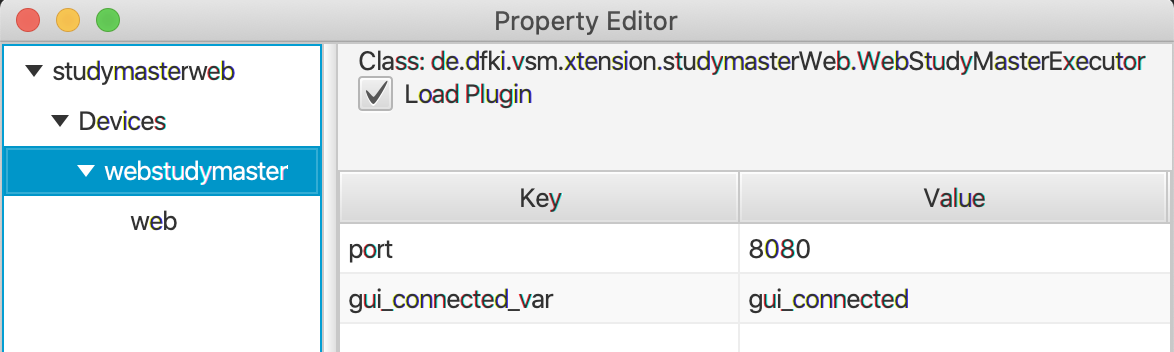 Property Editor
studymasterweb
Devices
webstudymaster
web
Class: de.dfki.vsm.xtension.studymasterWeb.WebStudyMasterExecutor
Load Plugin
Key Value
port 8080
gui_connected_var gui_connected